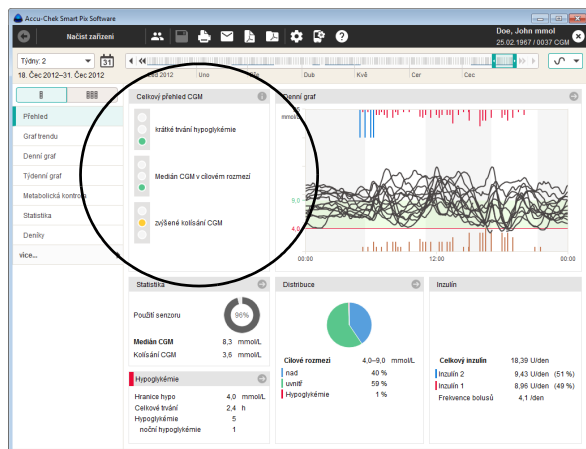 Accu-Chek Smart Pix Software
Načíst zařízení
Doe, John mmol
25.02.1967 / 0037 CGM
Týdny: 2
31
18. Čec 2012–31. Čec 2012
2012
Uno
Dub
Kvě
Cer
Cec
Přehled
Graf trendu
Denní graf
Týdenní graf
Metabolická kontrola
Statistika
Deníky
více...
Celkový přehled CGM
krátké trvání hypoglykémie
Medián CGM v cílovém rozmezí
zvýšené kolísání CGM
Denní graf
mmol/L
9,0
4,0
00:00
12:00
00:00
Statistika
Použití senzoru
96%
Medián CGM 8,3 mmol/L
Kolísání CGM 3,6 mmol/L
Hypoglykémie
Hranice hypo 4,0 mmol/L
Celkové trvání 2,4 h
Hypoglykémie 5
noční hypoglykémie 1
Distribuce
Cílové rozmezí 4,0–9,0 mmol/L
nad 40 %
uvnitř 59 %
Hypoglykémie 1 %
Inzulín
Celkový inzulin 18,39 U/den
Inzulin 2 9,43 U/den (51 %)
Inzulin 1 8,96 U/den (49 %)
Frekvence bolusů 4,1 /den